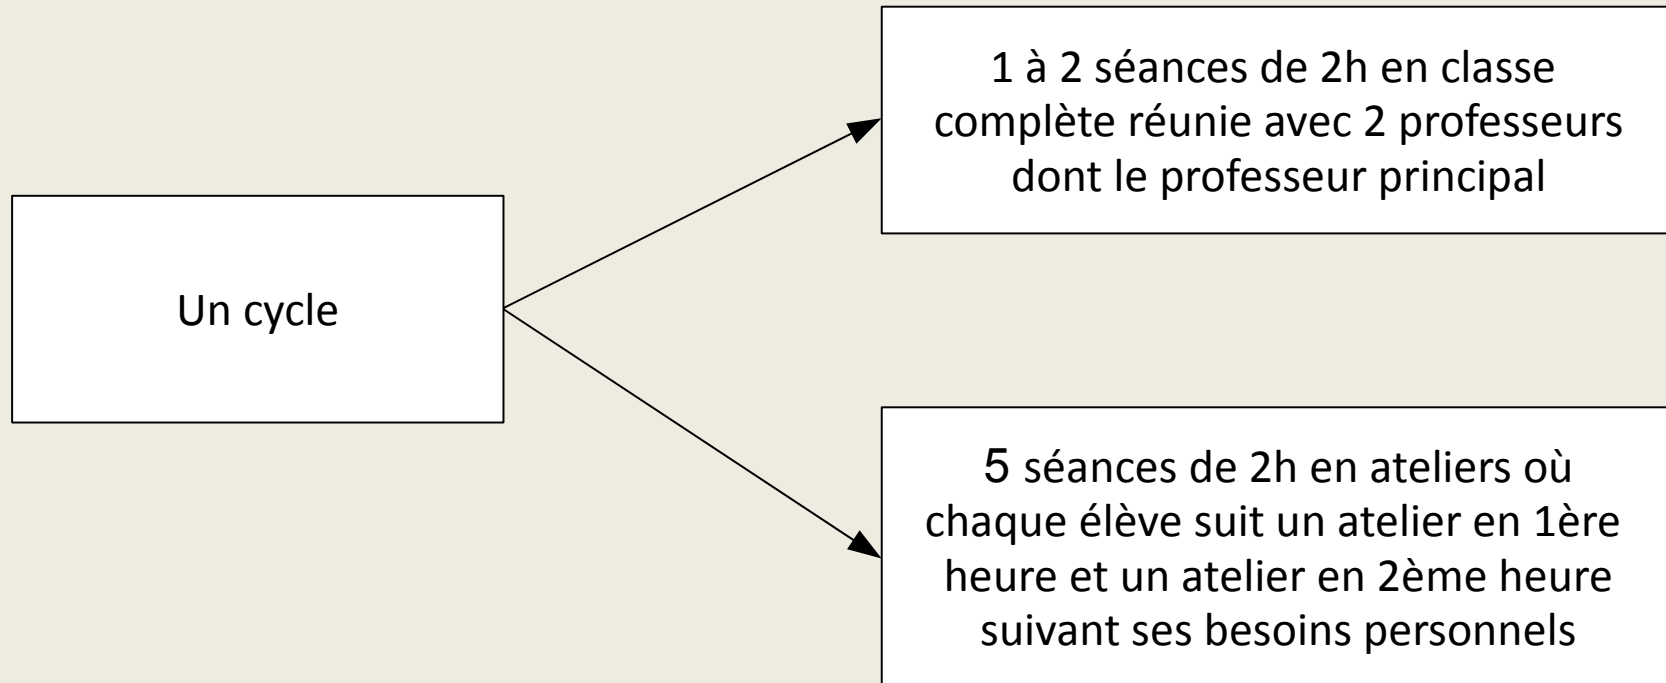 Un cycle
1 à 2 séances de 2h en classe
complète réunie avec 2 professeurs
dont le professeur principal
5 séances de 2h en ateliers où
chaque élève suit un atelier en 1ère
heure et un atelier en 2ème heure
suivant ses besoins personnels